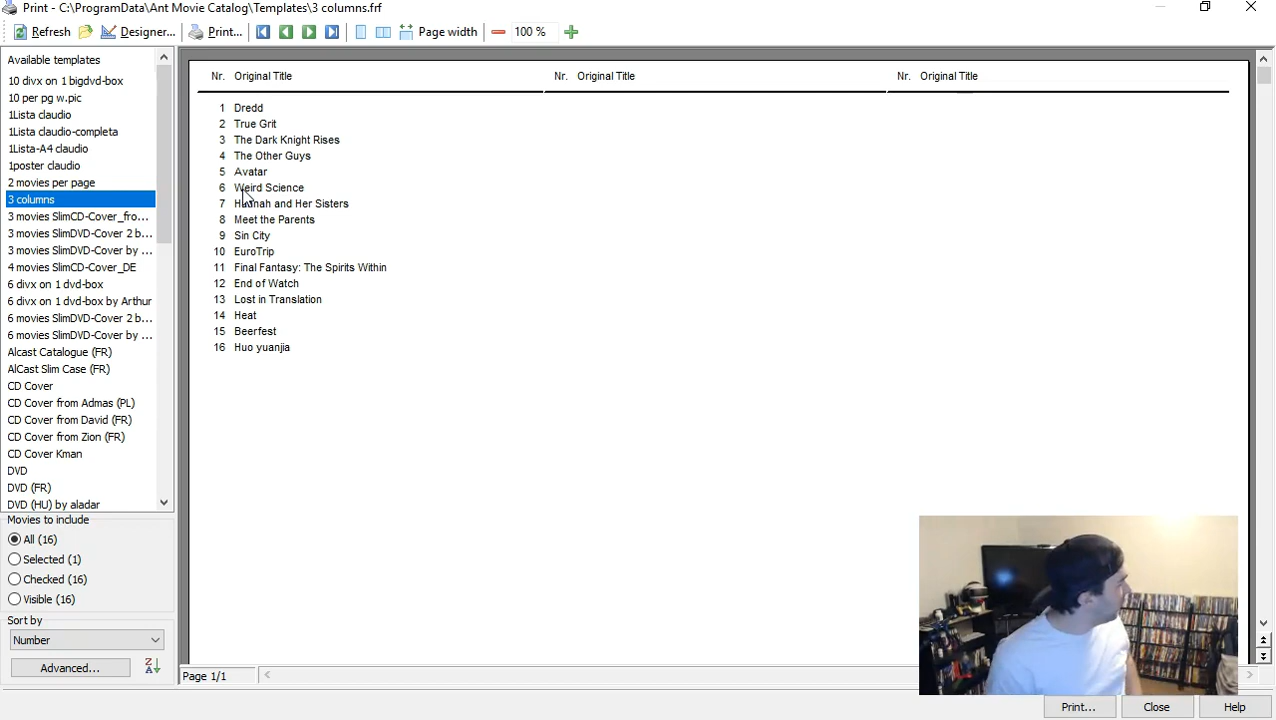 Print - C:\ProgramData\Ant Movie Catalog\Templates\3 columns.frf
Refresh Designer... Print... Page width 100 %
Available templates
10 divx on 1 bigdvd-box
10 per pg w.pic
1Lista claudio
1Lista claudio-completa
1Lista-A4 claudio
1poster claudio
2 movies per page
3 columns
3 movies SlimCD-Cover_fro...
3 movies SlimDVD-Cover 2 b...
3 movies SlimDVD-Cover by ...
4 movies SlimCD-Cover_DE
6 divx on 1 dvd-box
6 divx on 1 dvd-box by Arthur
6 movies SlimDVD-Cover 2 b...
6 movies SlimDVD-Cover by ...
Alcast Catalogue (FR)
AlCast Slim Case (FR)
CD Cover
CD Cover from Admas (PL)
CD Cover from David (FR)
CD Cover from Zion (FR)
CD Cover Kman
DVD
DVD (FR)
DVD (HU) by aladar
Movies to include
All (16)
Selected (1)
Checked (16)
Visible (16)
Sort by
Number
Advanced...
Nr. Original Title Nr. Original Title Nr. Original Title
1 Dredd
2 True Grit
3 The Dark Knight Rises
4 The Other Guys
5 Avatar
6 Weird Science
7 Hannah and Her Sisters
8 Meet the Parents
9 Sin City
10 EuroTrip
11 Final Fantasy: The Spirits Within
12 End of Watch
13 Lost in Translation
14 Heat
15 Beerfest
16 Huo yuanjia
Page 1/1
Print... Close Help